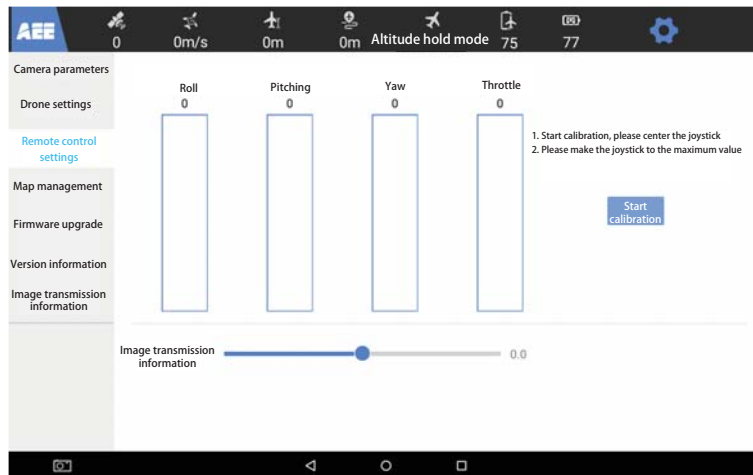 AEE
0
0m/s
0m
0m
Altitude hold mode
75
77
Camera parameters
Drone settings
Remote control
settings
Map management
Firmware upgrade
Version information
Image transmission
information
Roll
0
Pitching
0
Yaw
0
Throttle
0
1. Start calibration, please center the joystick
2. Please make the joystick to the maximum value
Start
calibration
Image transmission
information
0.0